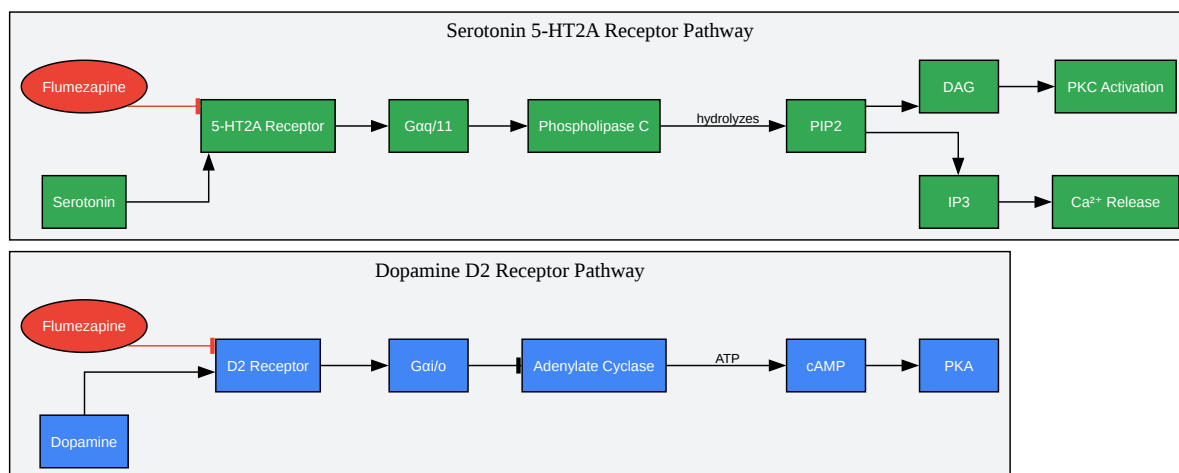 Serotonin 5-HT2A Receptor Pathway
Flumezapine
DAG
PKC Activation
5-HT2A Receptor
Gαq/11
Phospholipase C
hydrolyzes
PIP2
Serotonin
IP3
Ca²⁺ Release
Dopamine D2 Receptor Pathway
Flumezapine
D2 Receptor
Gαi/o
Adenylate Cyclase
ATP
cAMP
PKA
Dopamine